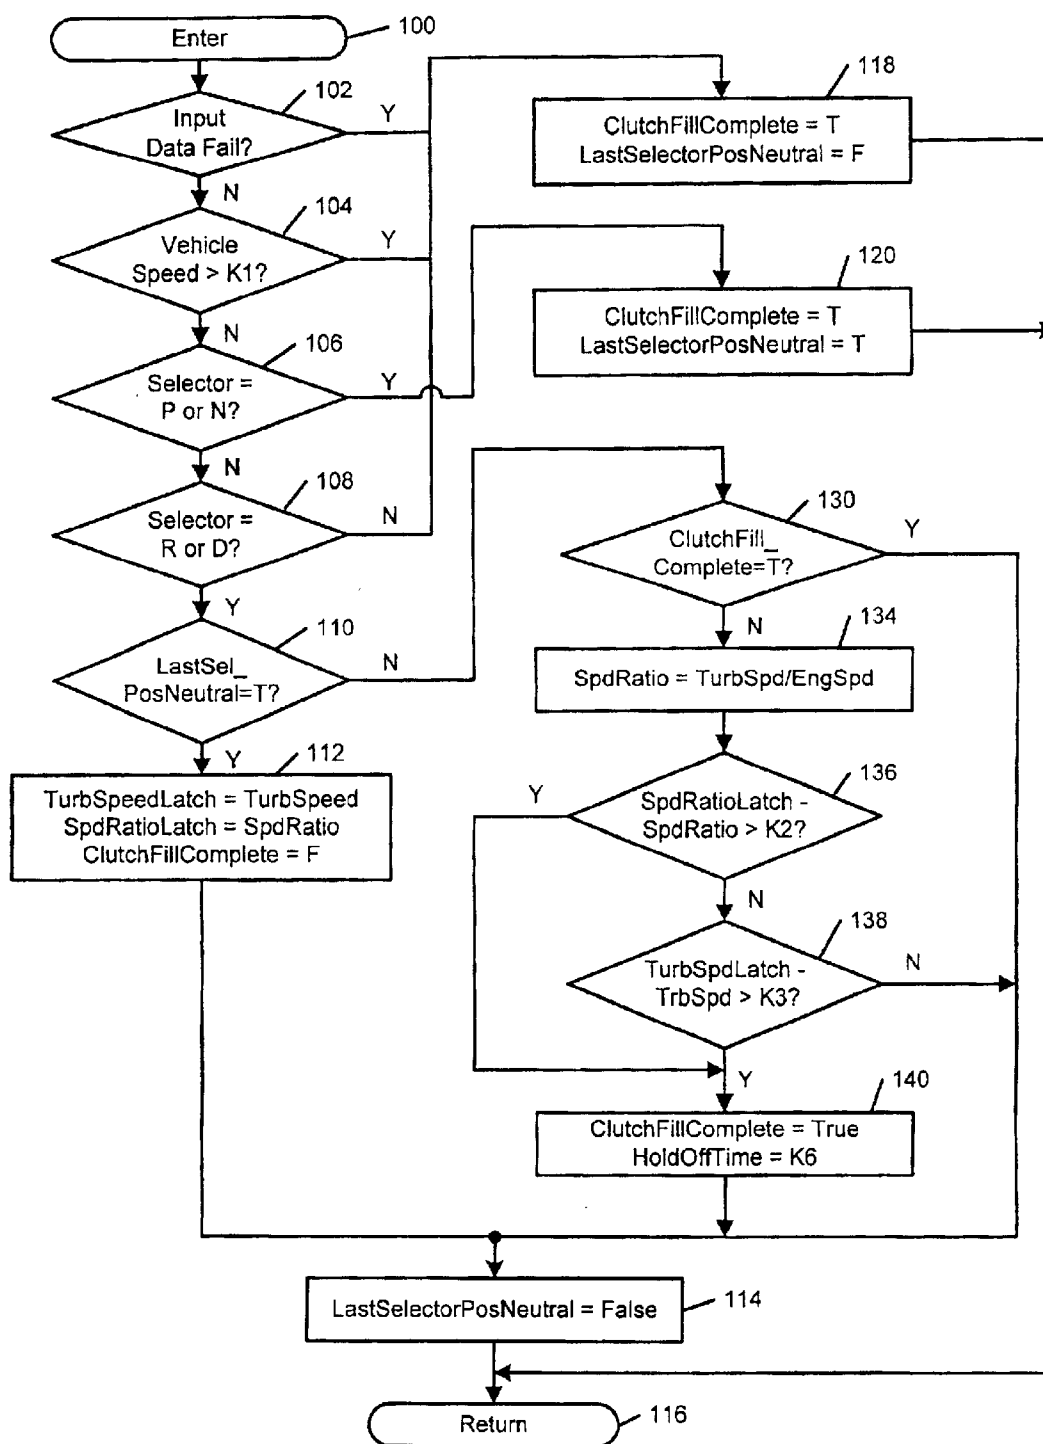 Enter
100
102
Input
Data Fail?
Y
N
118
ClutchFillComplete = T
LastSelectorPosNeutral = F
104
Vehicle
Speed > K1?
Y
N
120
ClutchFillComplete = T
LastSelectorPosNeutral = T
106
Selector =
P or N?
Y
N
108
Selector =
R or D?
N
Y
130
ClutchFill_
Complete=T?
Y
N
110
LastSel_
PosNeutral=T?
N
Y
134
SpdRatio = TurbSpd/EngSpd
112
TurbSpeedLatch = TurbSpeed
SpdRatioLatch = SpdRatio
ClutchFillComplete = F
136
SpdRatioLatch -
SpdRatio > K2?
Y
N
138
TurbSpdLatch -
TrbSpd > K3?
N
Y
140
ClutchFillComplete = True
HoldOffTime = K6
LastSelectorPosNeutral = False
114
Return
116